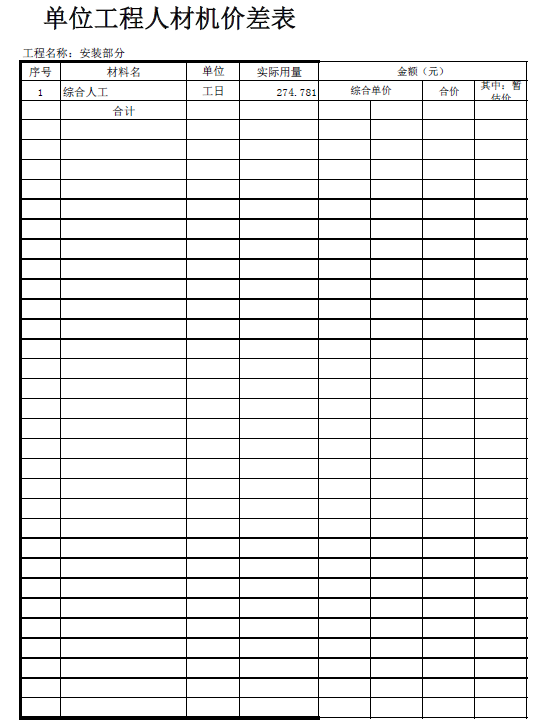 单位工程人材机价差表
工程名称：安装部分
序号 材料名 单位 实际用量 金额（元）
1 综合人工 工日 274.781 综合单价 合价 其中：暂
估价
合计